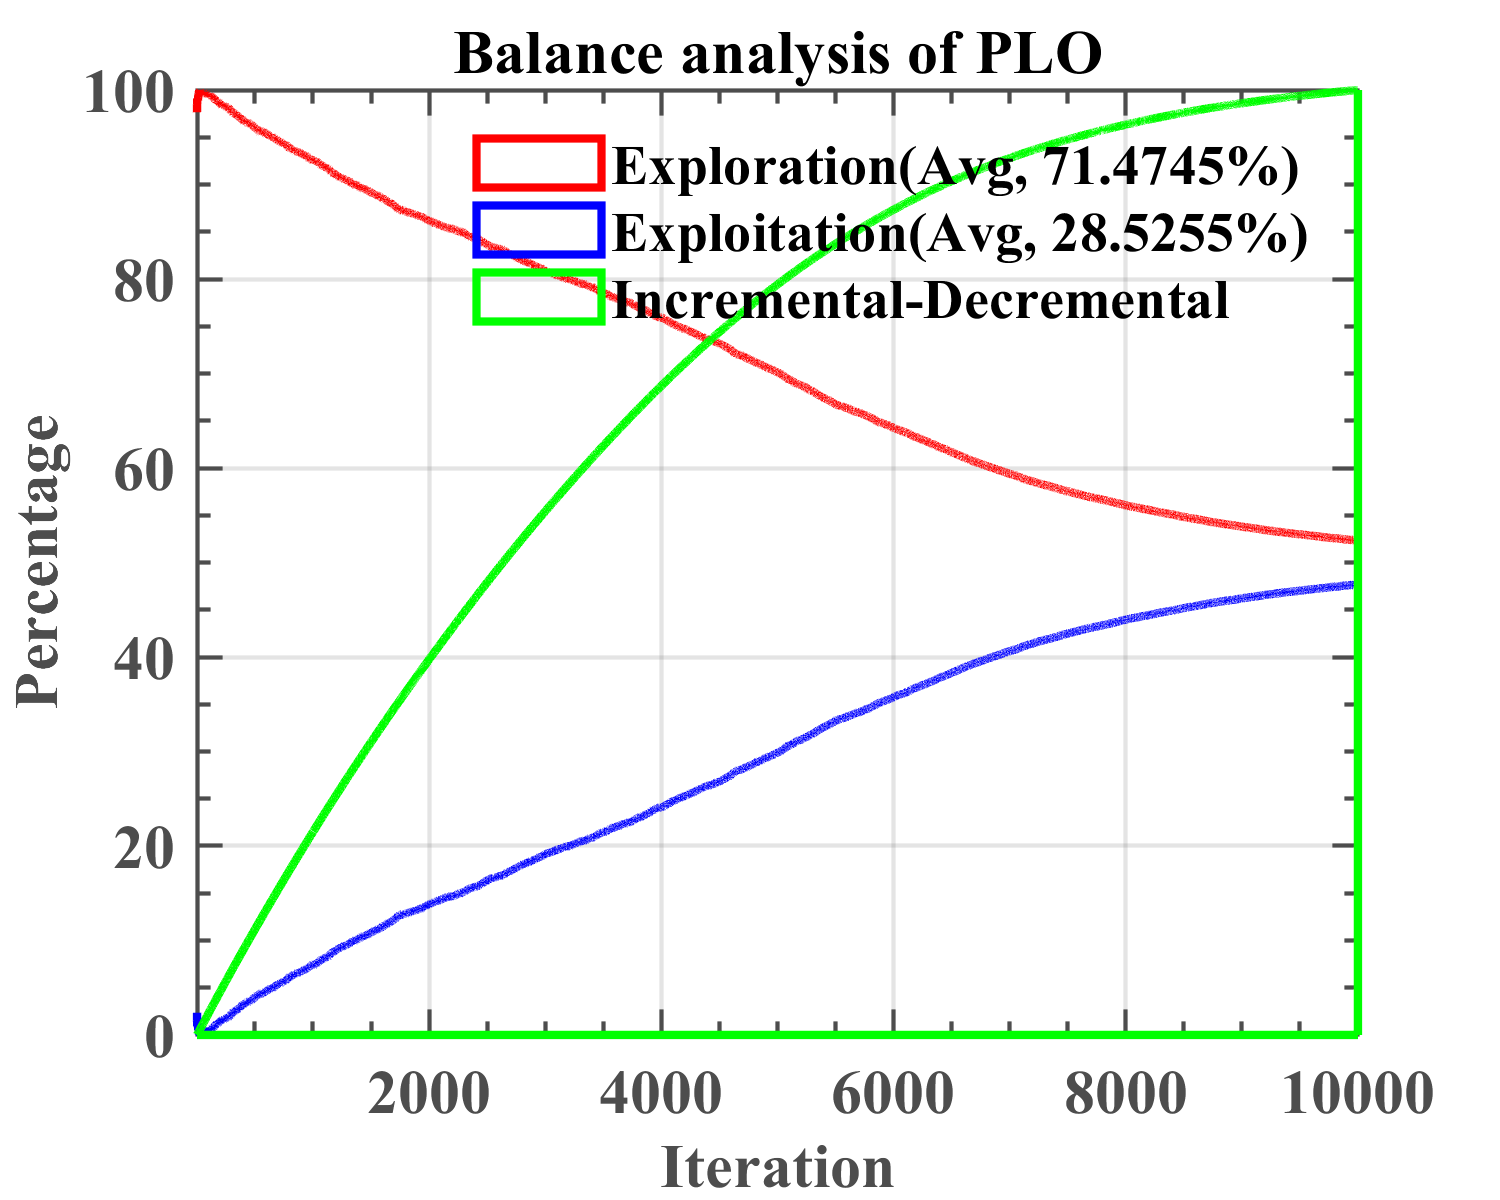 Balance analysis of PLO
100
80
60
40
20
0
Percentage
Exploration(Avg, 71.4745%)
Exploitation(Avg, 28.5255%)
Incremental-Decremental
2000 4000 6000 8000 10000
Iteration